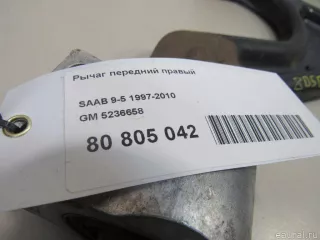 Рычаг передний правый
SAAB 9-5 1997-2010
GM 5236658
80 805 042